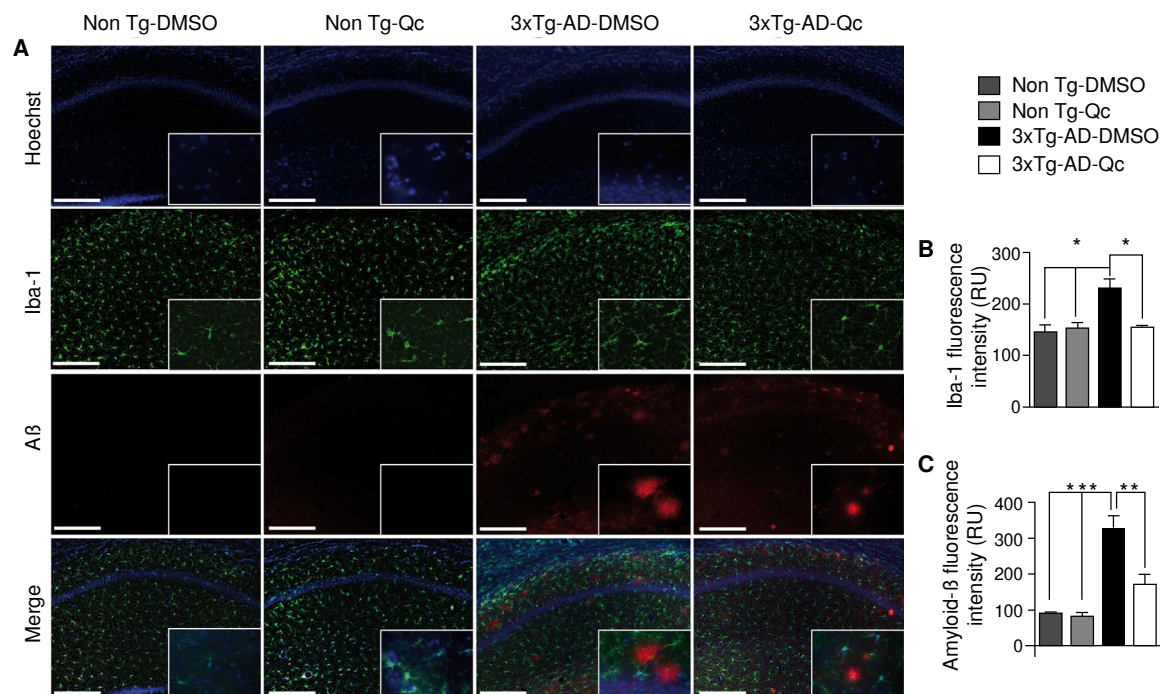 Non Tg-DMSO
Non Tg-Qc
3xTg-AD-DMSO
3xTg-AD-Qc
A
Hoechst
Iba-1
Aß
Merge
Non Tg-DMSO
Non Tg-Qc
3xTg-AD-DMSO
3xTg-AD-Qc
B
Iba-1 fluorescence
intensity (RU)
300
200
100
0
*
*
C
Amyloid-ß fluorescence
intensity (RU)
400
300
200
100
0
***
**